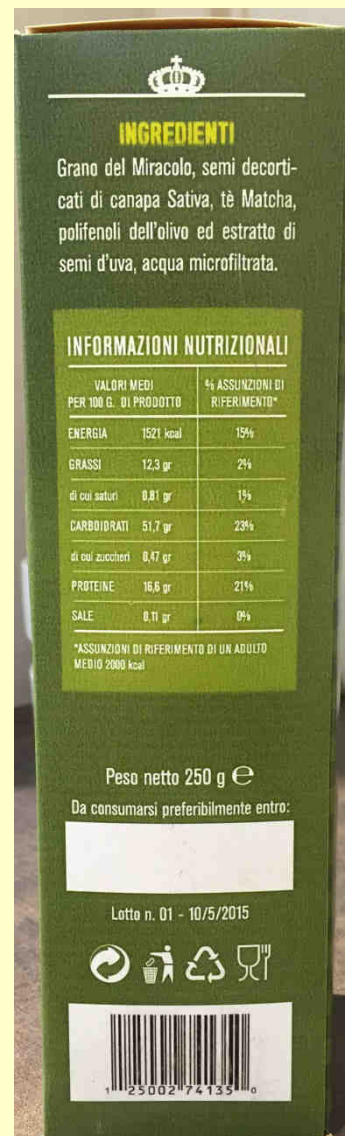 INGREDIENTI
Grano del Miracolo, semi decorti-
cati di canapa Sativa, tè Matcha,
polifenoli dell'olivo ed estratto di
semi d'uva, acqua microfiltrata.
INFORMAZIONI NUTRIZIONALI
VALORI MEDI
PER 100 G. DI PRODOTTO
% ASSUNZIONI DI
RIFERIMENTO*
ENERGIA 1521 kcal 15%
GRASSI 12,3 gr 2%
di cui saturi 0,81 gr 1%
CARBOIDRATI 51,7 gr 23%
di cui zuccheri 0,47 gr 3%
PROTEINE 16,6 gr 21%
SALE 0,11 gr 0%
*ASSUNZIONI DI RIFERIMENTO DI UN ADULTO
MEDIO 2000 kcal
Peso netto 250 g ℮
Da consumarsi preferibilmente entro:
Lotto n. 01 - 10/5/2015
1 25002 74135 0